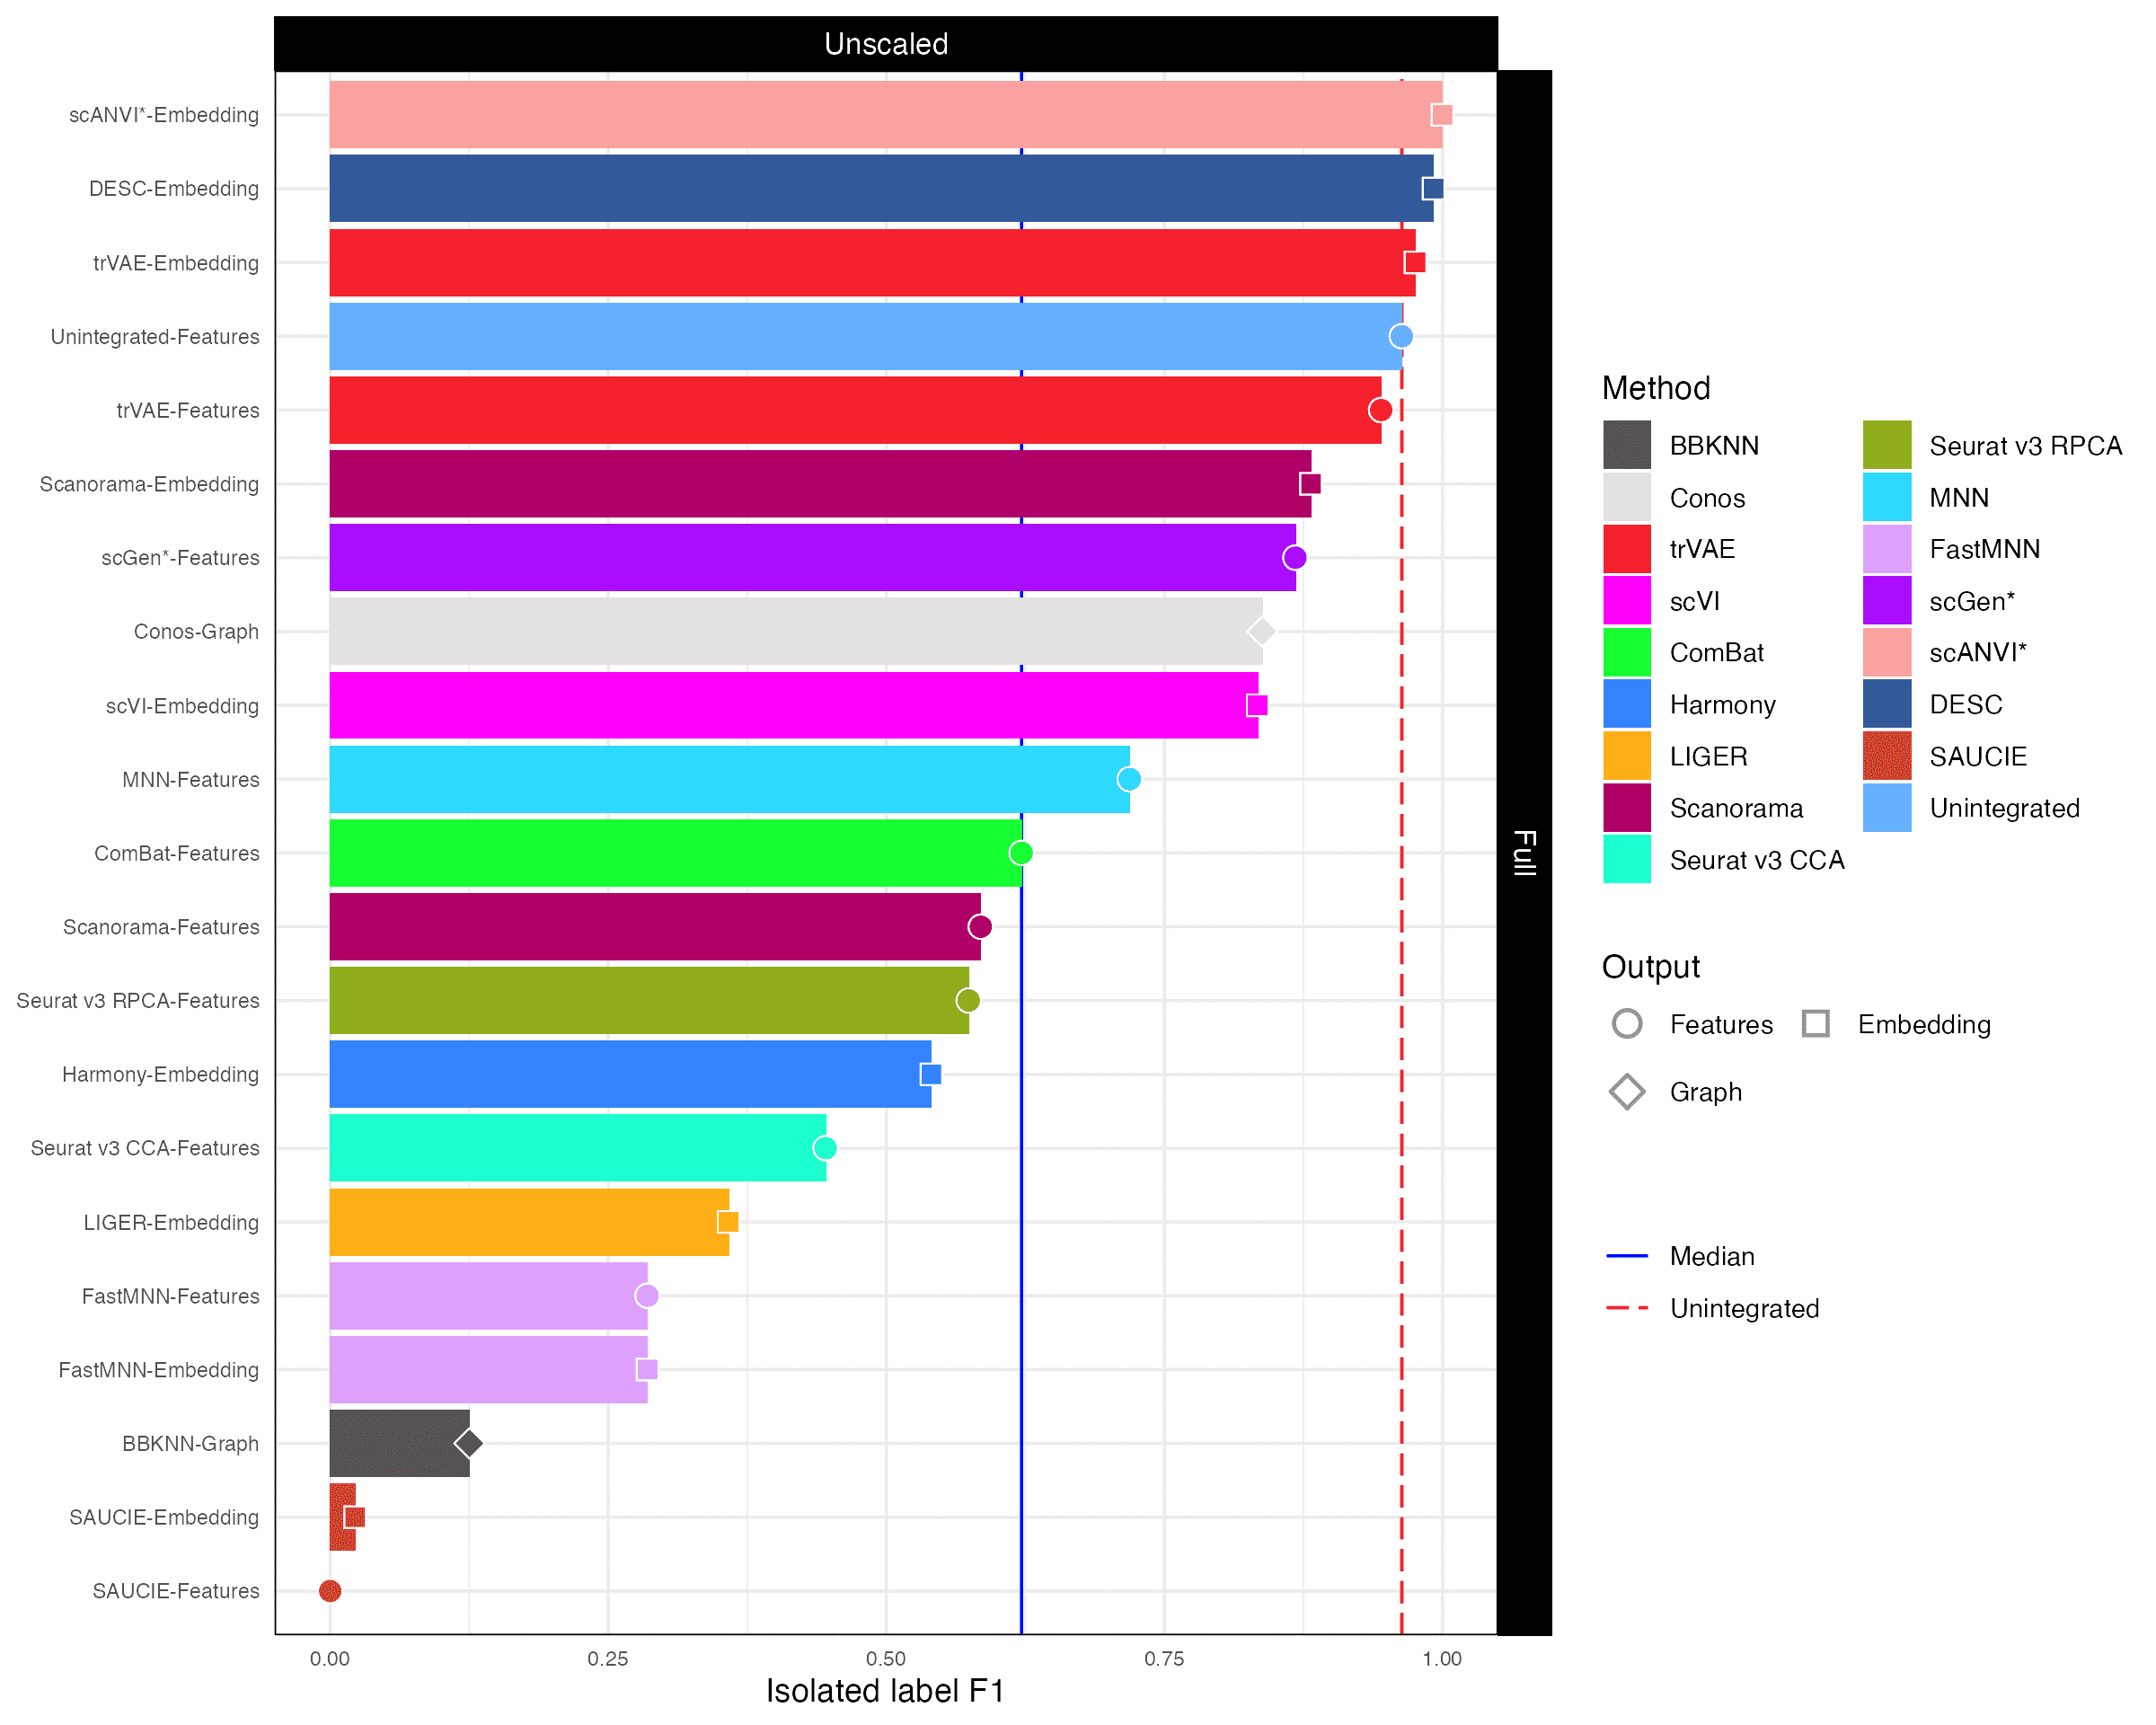 Unscaled
Full
scANVI*-Embedding
DESC-Embedding
trVAE-Embedding
Unintegrated-Features
trVAE-Features
Scanorama-Embedding
scGen*-Features
Conos-Graph
scVI-Embedding
MNN-Features
ComBat-Features
Scanorama-Features
Seurat v3 RPCA-Features
Harmony-Embedding
Seurat v3 CCA-Features
LIGER-Embedding
FastMNN-Features
FastMNN-Embedding
BBKNN-Graph
SAUCIE-Embedding
SAUCIE-Features
0.00 0.25 0.50 0.75 1.00
Isolated label F1
Method
BBKNN
Conos
trVAE
scVI
ComBat
Harmony
LIGER
Scanorama
Seurat v3 CCA
Seurat v3 RPCA
MNN
FastMNN
scGen*
scANVI*
DESC
SAUCIE
Unintegrated
Output
Features Embedding
Graph
Median
Unintegrated